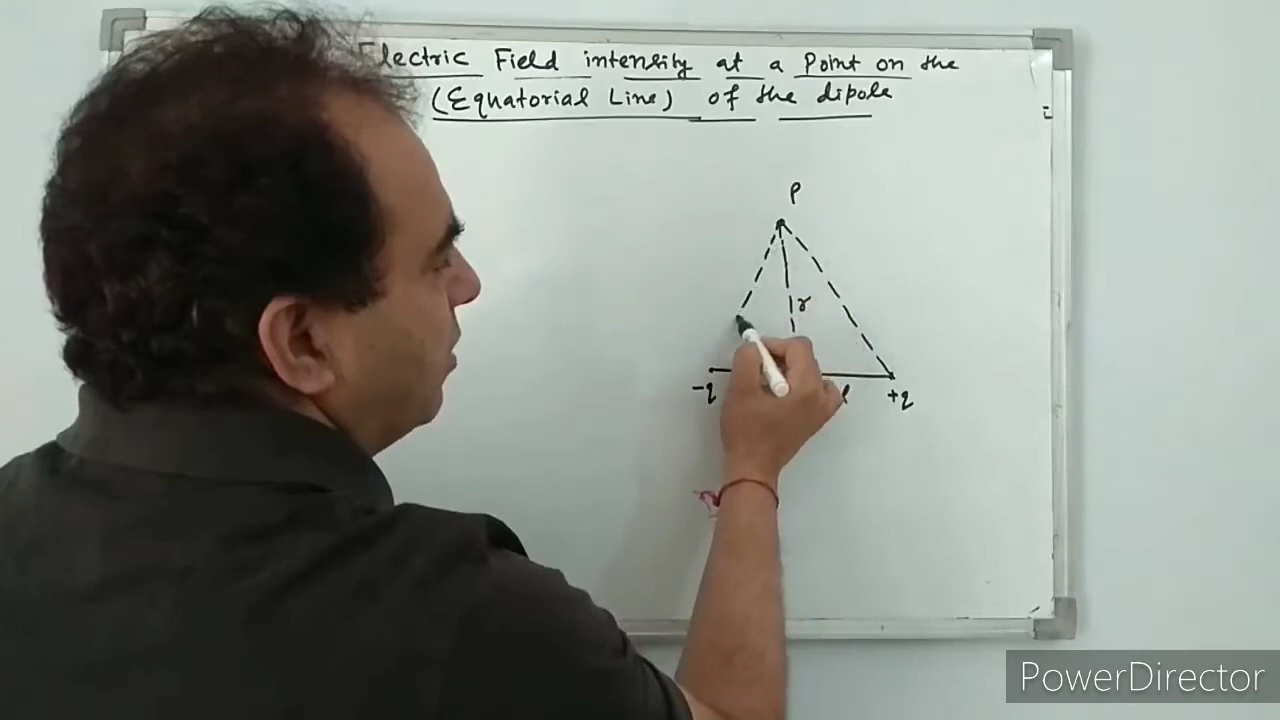 Electric Field intensity at a Point on the
(Equatorial Line) of the dipole
P
r
-q l +q
PowerDirector